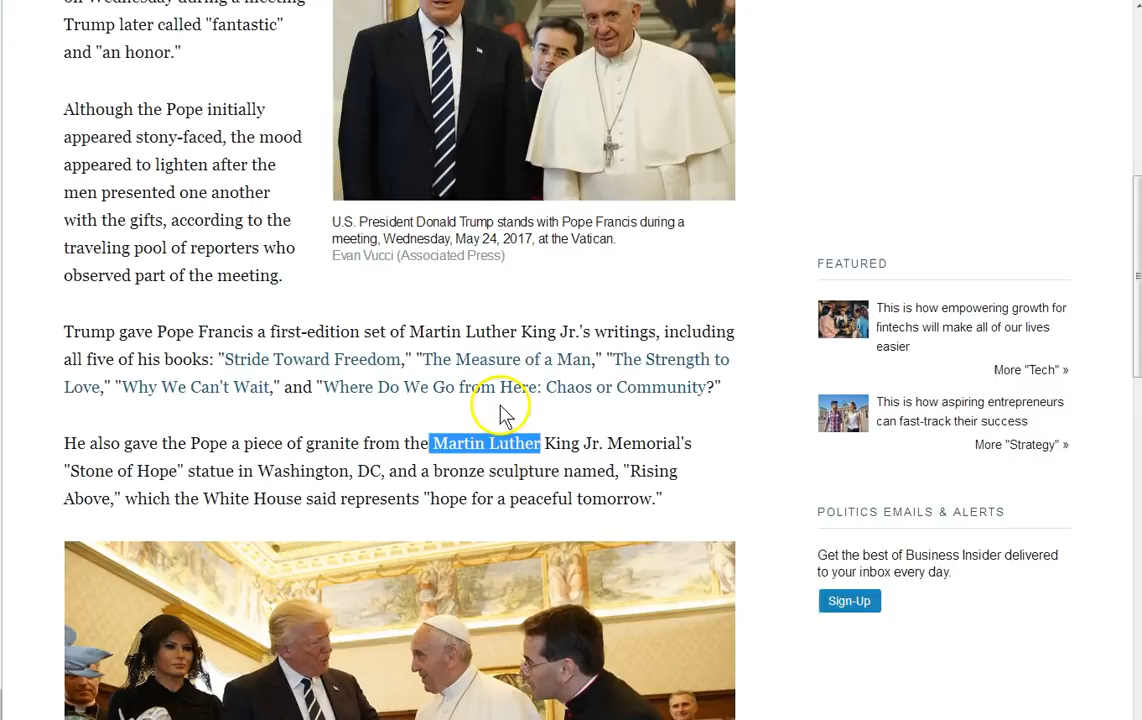 on Wednesday during a meeting
Trump later called "fantastic"
and "an honor."
Although the Pope initially
appeared stony-faced, the mood
appeared to lighten after the
men presented one another
with the gifts, according to the
traveling pool of reporters who
observed part of the meeting.
U.S. President Donald Trump stands with Pope Francis during a
meeting, Wednesday, May 24, 2017, at the Vatican.
Evan Vucci (Associated Press)
Trump gave Pope Francis a first-edition set of Martin Luther King Jr.'s writings, including
all five of his books: "Stride Toward Freedom," "The Measure of a Man," "The Strength to
Love," "Why We Can't Wait," and "Where Do We Go from Here: Chaos or Community?"
He also gave the Pope a piece of granite from the Martin Luther King Jr. Memorial's
"Stone of Hope" statue in Washington, DC, and a bronze sculpture named, "Rising
Above," which the White House said represents "hope for a peaceful tomorrow."
FEATURED
This is how empowering growth for
fintechs will make all of our lives
easier
More "Tech" »
This is how aspiring entrepreneurs
can fast-track their success
More "Strategy" »
POLITICS EMAILS & ALERTS
Get the best of Business Insider delivered
to your inbox every day.
Sign-Up